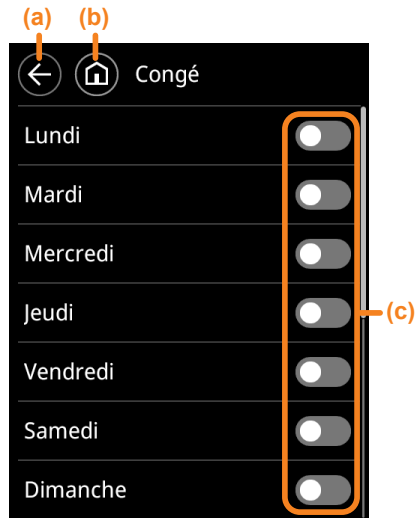 (a) (b)
Congé
Lundi
Mardi
Mercredi
Jeudi
(c)
Vendredi
Samedi
Dimanche